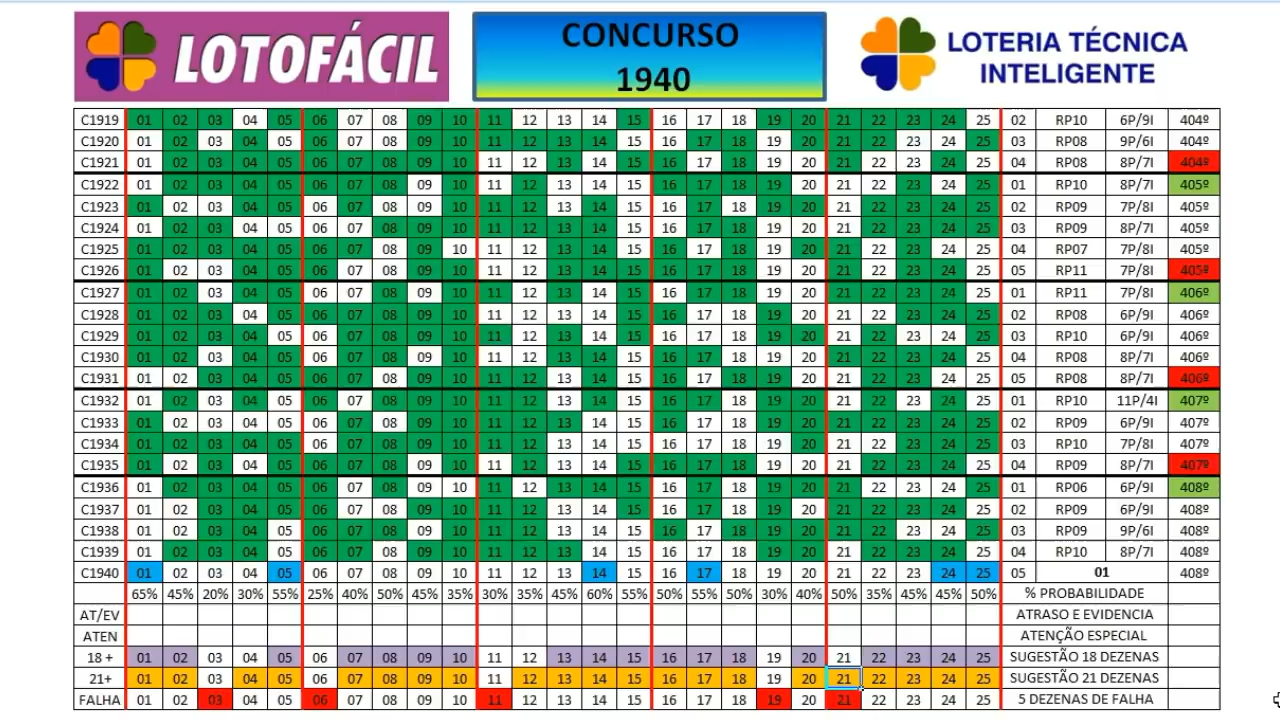 LOTOFÁCIL
CONCURSO
1940
LOTERIA TÉCNICA
INTELIGENTE
C1919 01 02 03 04 05 06 07 08 09 10 11 12 13 14 15 16 17 18 19 20 21 22 23 24 25 02 RP10 6P/9I 404º
C1920 01 02 03 04 05 06 07 08 09 10 11 12 13 14 15 16 17 18 19 20 21 22 23 24 25 03 RP08 9P/6I 404º
C1921 01 02 03 04 05 06 07 08 09 10 11 12 13 14 15 16 17 18 19 20 21 22 23 24 25 04 RP08 8P/7I 404º
C1922 01 02 03 04 05 06 07 08 09 10 11 12 13 14 15 16 17 18 19 20 21 22 23 24 25 01 RP10 8P/7I 405º
C1923 01 02 03 04 05 06 07 08 09 10 11 12 13 14 15 16 17 18 19 20 21 22 23 24 25 02 RP09 7P/8I 405º
C1924 01 02 03 04 05 06 07 08 09 10 11 12 13 14 15 16 17 18 19 20 21 22 23 24 25 03 RP09 8P/7I 405º
C1925 01 02 03 04 05 06 07 08 09 10 11 12 13 14 15 16 17 18 19 20 21 22 23 24 25 04 RP07 7P/8I 405º
C1926 01 02 03 04 05 06 07 08 09 10 11 12 13 14 15 16 17 18 19 20 21 22 23 24 25 05 RP11 7P/8I 405º
C1927 01 02 03 04 05 06 07 08 09 10 11 12 13 14 15 16 17 18 19 20 21 22 23 24 25 01 RP11 7P/8I 406º
C1928 01 02 03 04 05 06 07 08 09 10 11 12 13 14 15 16 17 18 19 20 21 22 23 24 25 02 RP08 6P/9I 406º
C1929 01 02 03 04 05 06 07 08 09 10 11 12 13 14 15 16 17 18 19 20 21 22 23 24 25 03 RP10 6P/9I 406º
C1930 01 02 03 04 05 06 07 08 09 10 11 12 13 14 15 16 17 18 19 20 21 22 23 24 25 04 RP08 8P/7I 406º
C1931 01 02 03 04 05 06 07 08 09 10 11 12 13 14 15 16 17 18 19 20 21 22 23 24 25 05 RP08 8P/7I 406º
C1932 01 02 03 04 05 06 07 08 09 10 11 12 13 14 15 16 17 18 19 20 21 22 23 24 25 01 RP10 11P/4I 407º
C1933 01 02 03 04 05 06 07 08 09 10 11 12 13 14 15 16 17 18 19 20 21 22 23 24 25 02 RP09 6P/9I 407º
C1934 01 02 03 04 05 06 07 08 09 10 11 12 13 14 15 16 17 18 19 20 21 22 23 24 25 03 RP10 7P/8I 407º
C1935 01 02 03 04 05 06 07 08 09 10 11 12 13 14 15 16 17 18 19 20 21 22 23 24 25 04 RP09 8P/7I 407º
C1936 01 02 03 04 05 06 07 08 09 10 11 12 13 14 15 16 17 18 19 20 21 22 23 24 25 01 RP06 6P/9I 408º
C1937 01 02 03 04 05 06 07 08 09 10 11 12 13 14 15 16 17 18 19 20 21 22 23 24 25 02 RP09 8P/7I 408º
C1938 01 02 03 04 05 06 07 08 09 10 11 12 13 14 15 16 17 18 19 20 21 22 23 24 25 03 RP09 9P/6I 408º
C1939 01 02 03 04 05 06 07 08 09 10 11 12 13 14 15 16 17 18 19 20 21 22 23 24 25 04 RP10 8P/7I 408º
C1940 01 02 03 04 05 06 07 08 09 10 11 12 13 14 15 16 17 18 19 20 21 22 23 24 25 05 01 408º
65% 45% 20% 30% 55% 25% 40% 50% 45% 35% 30% 35% 45% 60% 55% 50% 55% 50% 30% 40% 50% 35% 45% 45% 50% % PROBABILIDADE
AT/EV ATRASO E EVIDENCIA
ATEN ATENÇÃO ESPECIAL
18 + 01 02 03 04 05 06 07 08 09 10 11 12 13 14 15 16 17 18 19 20 21 22 23 24 25 SUGESTÃO 18 DEZENAS
21+ 01 02 03 04 05 06 07 08 09 10 11 12 13 14 15 16 17 18 19 20 21 22 23 24 25 SUGESTÃO 21 DEZENAS
FALHA 01 02 03 04 05 06 07 08 09 10 11 12 13 14 15 16 17 18 19 20 21 22 23 24 25 5 DEZENAS DE FALHA